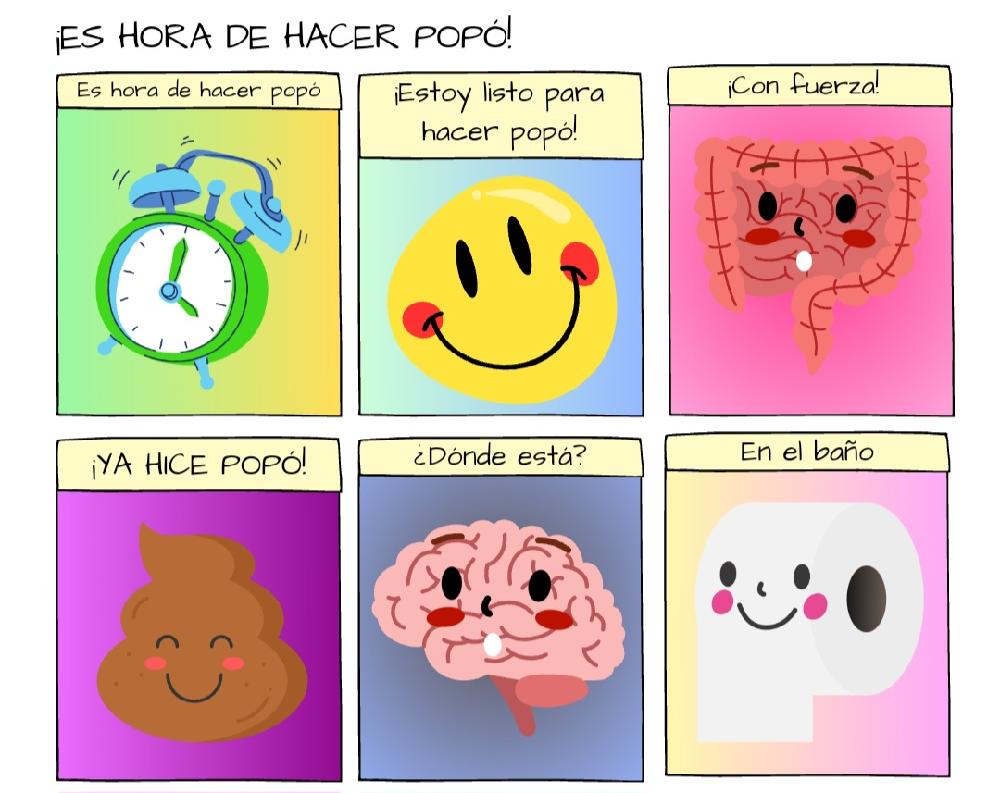 ¡ES HORA DE HACER POPÓ!
Es hora de hacer popó
¡Estoy listo para
hacer popó!
¡Con fuerza!
¡YA HICE POPÓ!
¿Dónde está?
En el baño